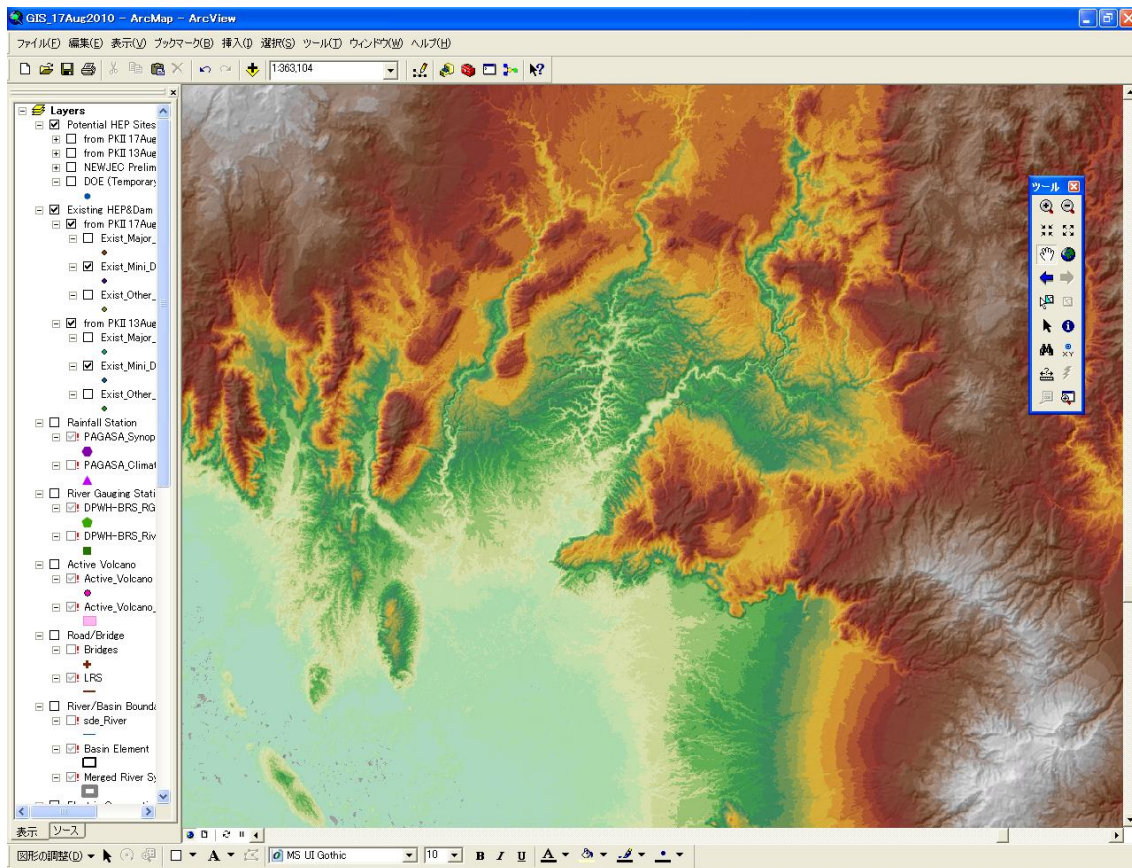 GIS_17Aug2010 - ArcMap - ArcView
ファイル(F) 編集(E) 表示(V) ブックマーク(B) 挿入(I) 選択(S) ツール(T) ウィンドウ(W) ヘルプ(H)
1:363,104
Layers
Potential HEP Sites
from PKII 17Aug
from PKII 13Aug
NEWJEC Prelim
DOE (Temporary
Existing HEP&Dam
from PKII 17Aug
Exist_Major_
Exist_Mini_D
Exist_Other_
from PKII 13Aug
Exist_Major_
Exist_Mini_D
Exist_Other_
Rainfall Station
PAGASA_Synop
PAGASA_Climat
River Gauging Stati
DPWH-BRS_RG
DPWH-BRS_Riv
Active Volcano
Active_Volcano
Active_Volcano_
Road/Bridge
Bridges
LRS
River/Basin Bounda
sde_River
Basin Element
Merged River Sy
表示 ソース
ツール
XY
図形の調整(D) A MS UI Gothic 10 B I U A